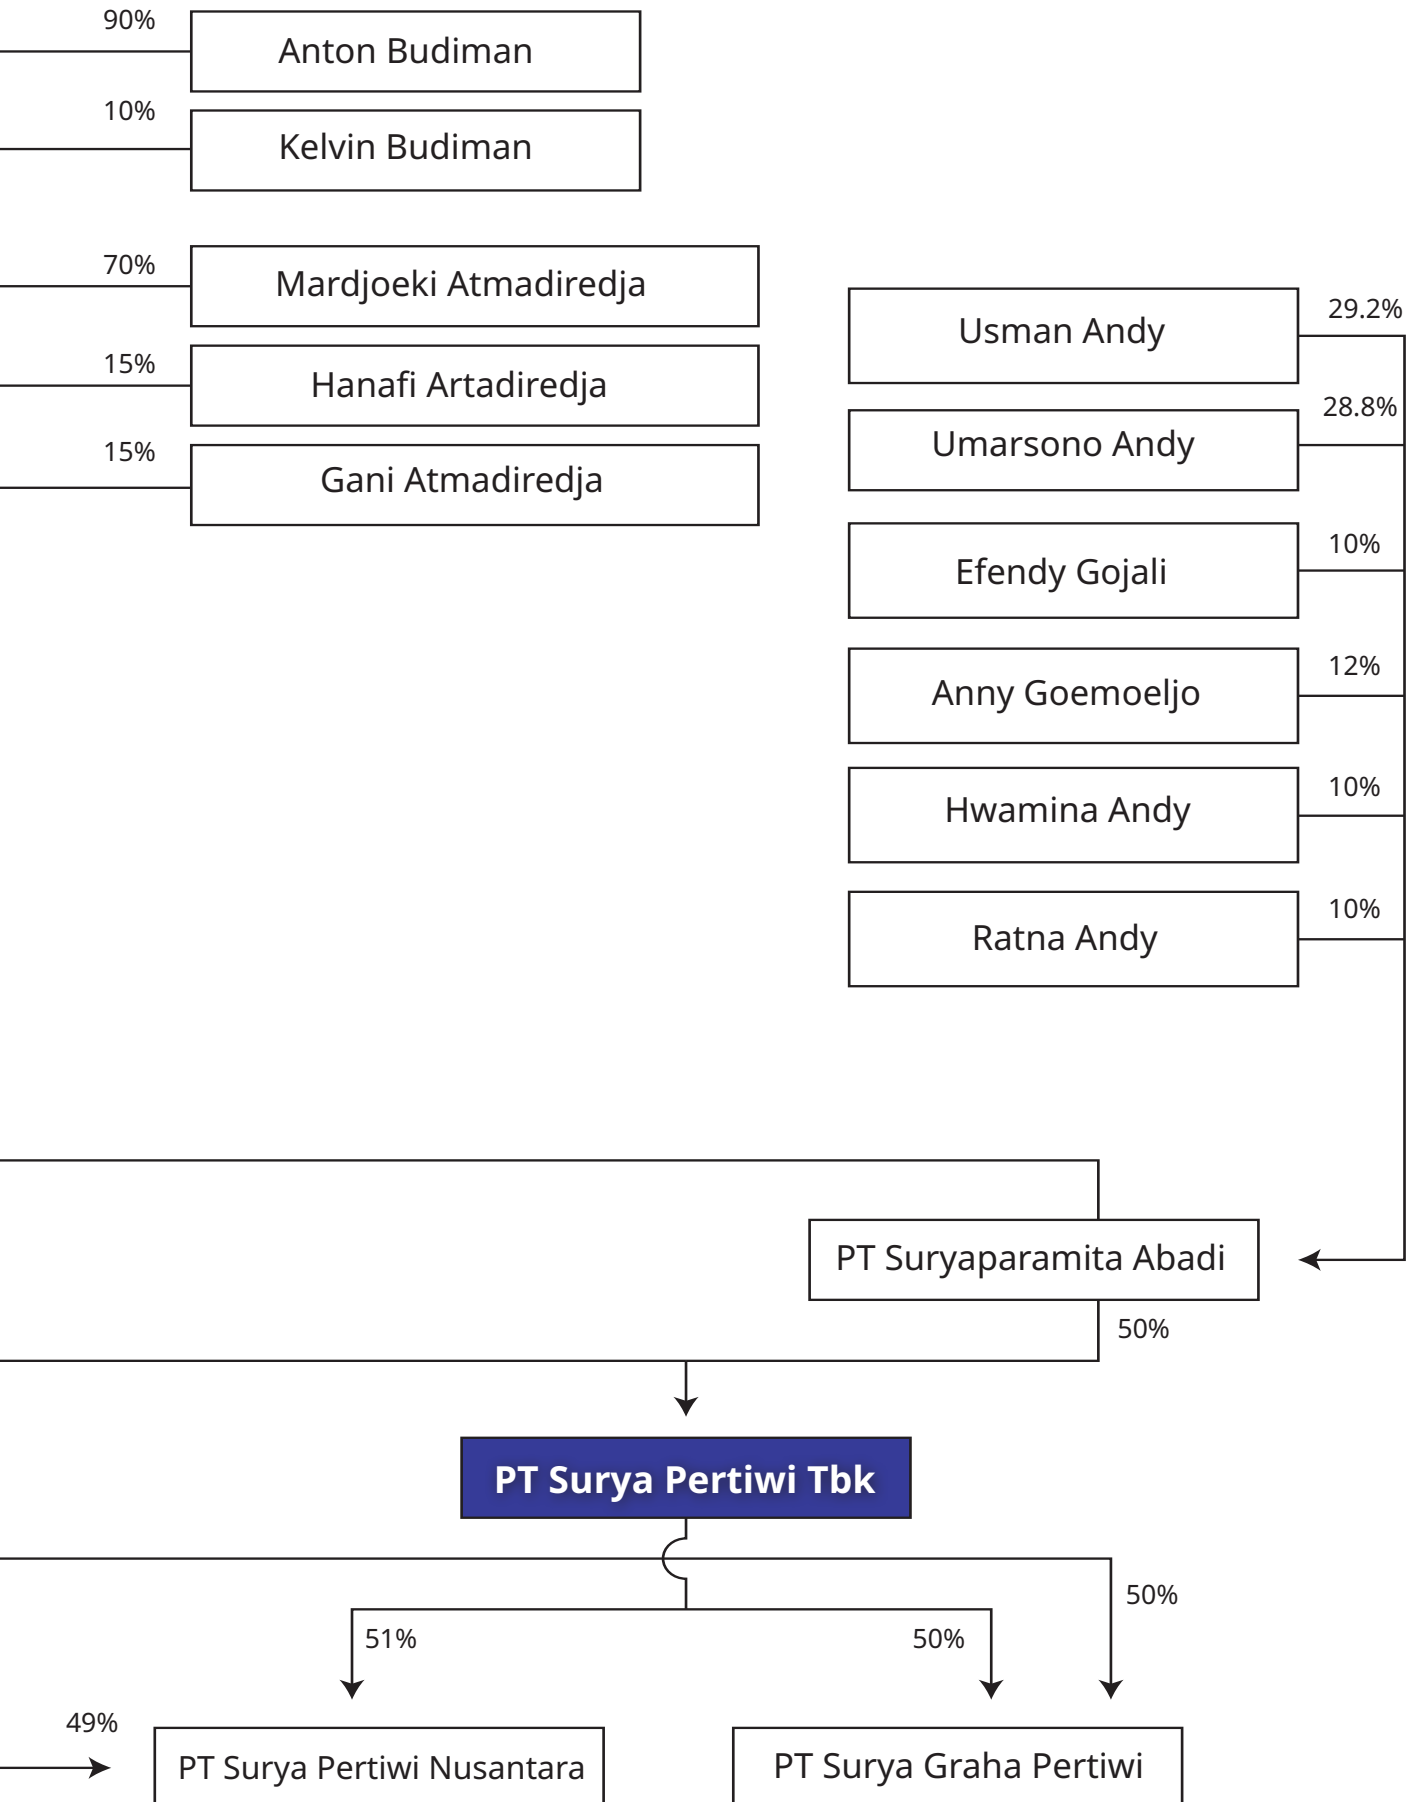 90%
Anton Budiman
10%
Kelvin Budiman
70%
Mardjoeki Atmadiredja
15%
Hanafi Artadiredja
15%
Gani Atmadiredja
Usman Andy
29.2%
Umarsono Andy
28.8%
Efendy Gojali
10%
Anny Goemoeljo
12%
Hwamina Andy
10%
Ratna Andy
10%
PT Suryaparamita Abadi
50%
PT Surya Pertiwi Tbk
50%
51%
50%
49%
PT Surya Pertiwi Nusantara
PT Surya Graha Pertiwi